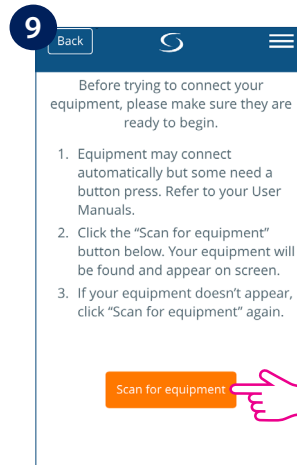 9
Back
Before trying to connect your
equipment, please make sure they are
ready to begin.
1. Equipment may connect
automatically but some need a
button press. Refer to your User
Manuals.
2. Click the “Scan for equipment”
button below. Your equipment will
be found and appear on screen.
3. If your equipment doesn’t appear,
click “Scan for equipment” again.
Scan for equipment